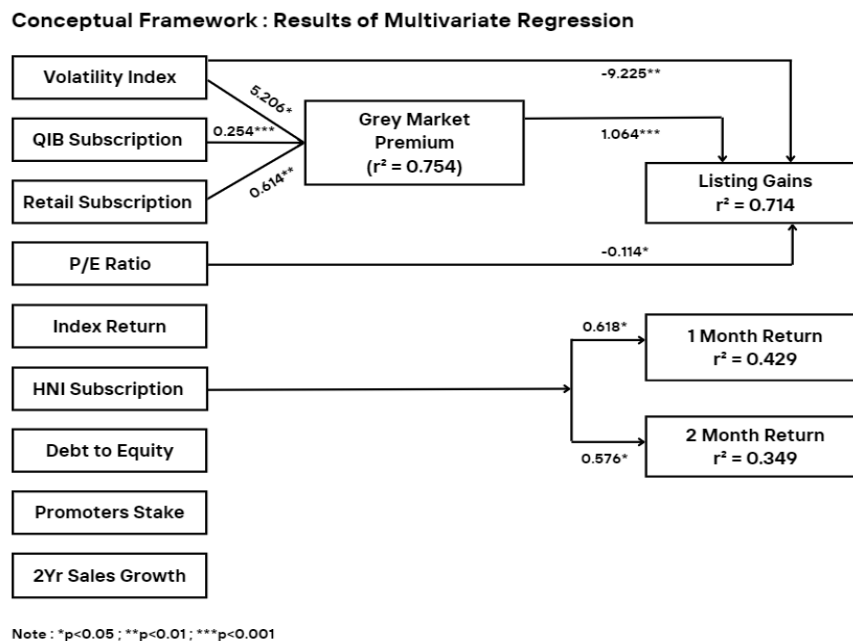 Conceptual Framework : Results of Multivariate Regression
Volatility Index
-9.225**
5.206*
Grey Market
Premium
(r² = 0.754)
QIB Subscription
0.254***
1.064***
Retail Subscription
0.614**
Listing Gains
r² = 0.714
P/E Ratio
-0.114*
Index Return
0.618*
1 Month Return
r² = 0.429
HNI Subscription
Debt to Equity
0.576*
2 Month Return
r² = 0.349
Promoters Stake
2Yr Sales Growth
Note : *p<0.05 ; **p<0.01 ; ***p<0.001